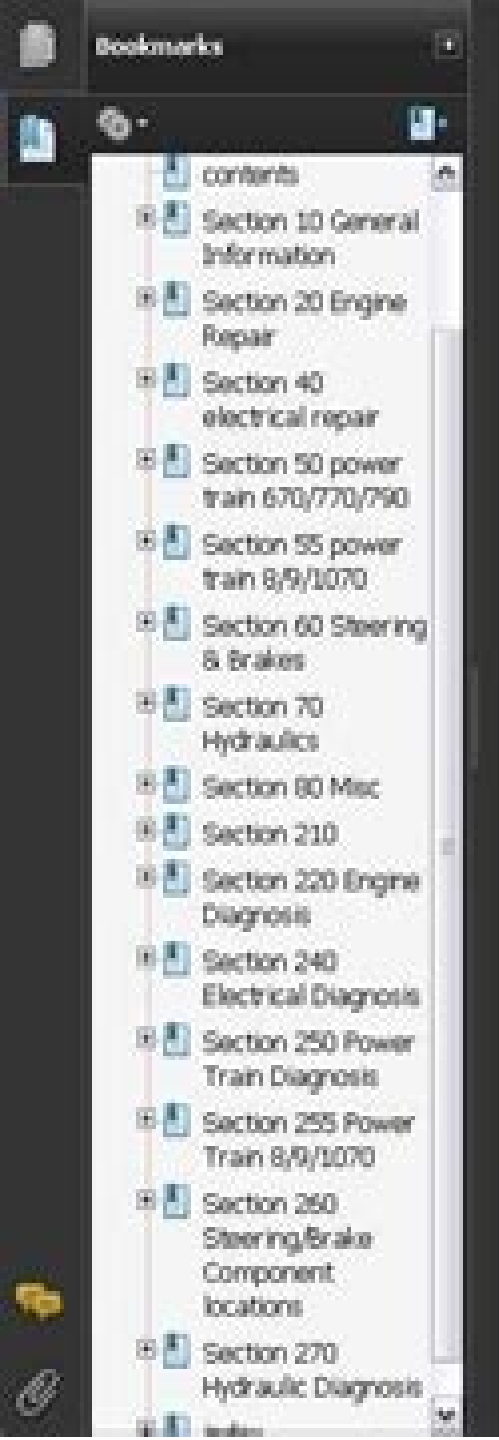 Bookmarks
contents
Section 10 General
Information
Section 20 Engine
Repair
Section 40
electrical repair
Section 50 power
train 670/770/790
Section 55 power
train 8/9/1070
Section 60 Steering
& Brakes
Section 70
Hydraulics
Section 80 Misc
Section 210
Section 220 Engine
Diagnosis
Section 240
Electrical Diagnosis
Section 250 Power
Train Diagnosis
Section 255 Power
Train 8/9/1070
Section 260
Steering/Brake
Component
locations
Section 270
Hydraulic Diagnosis